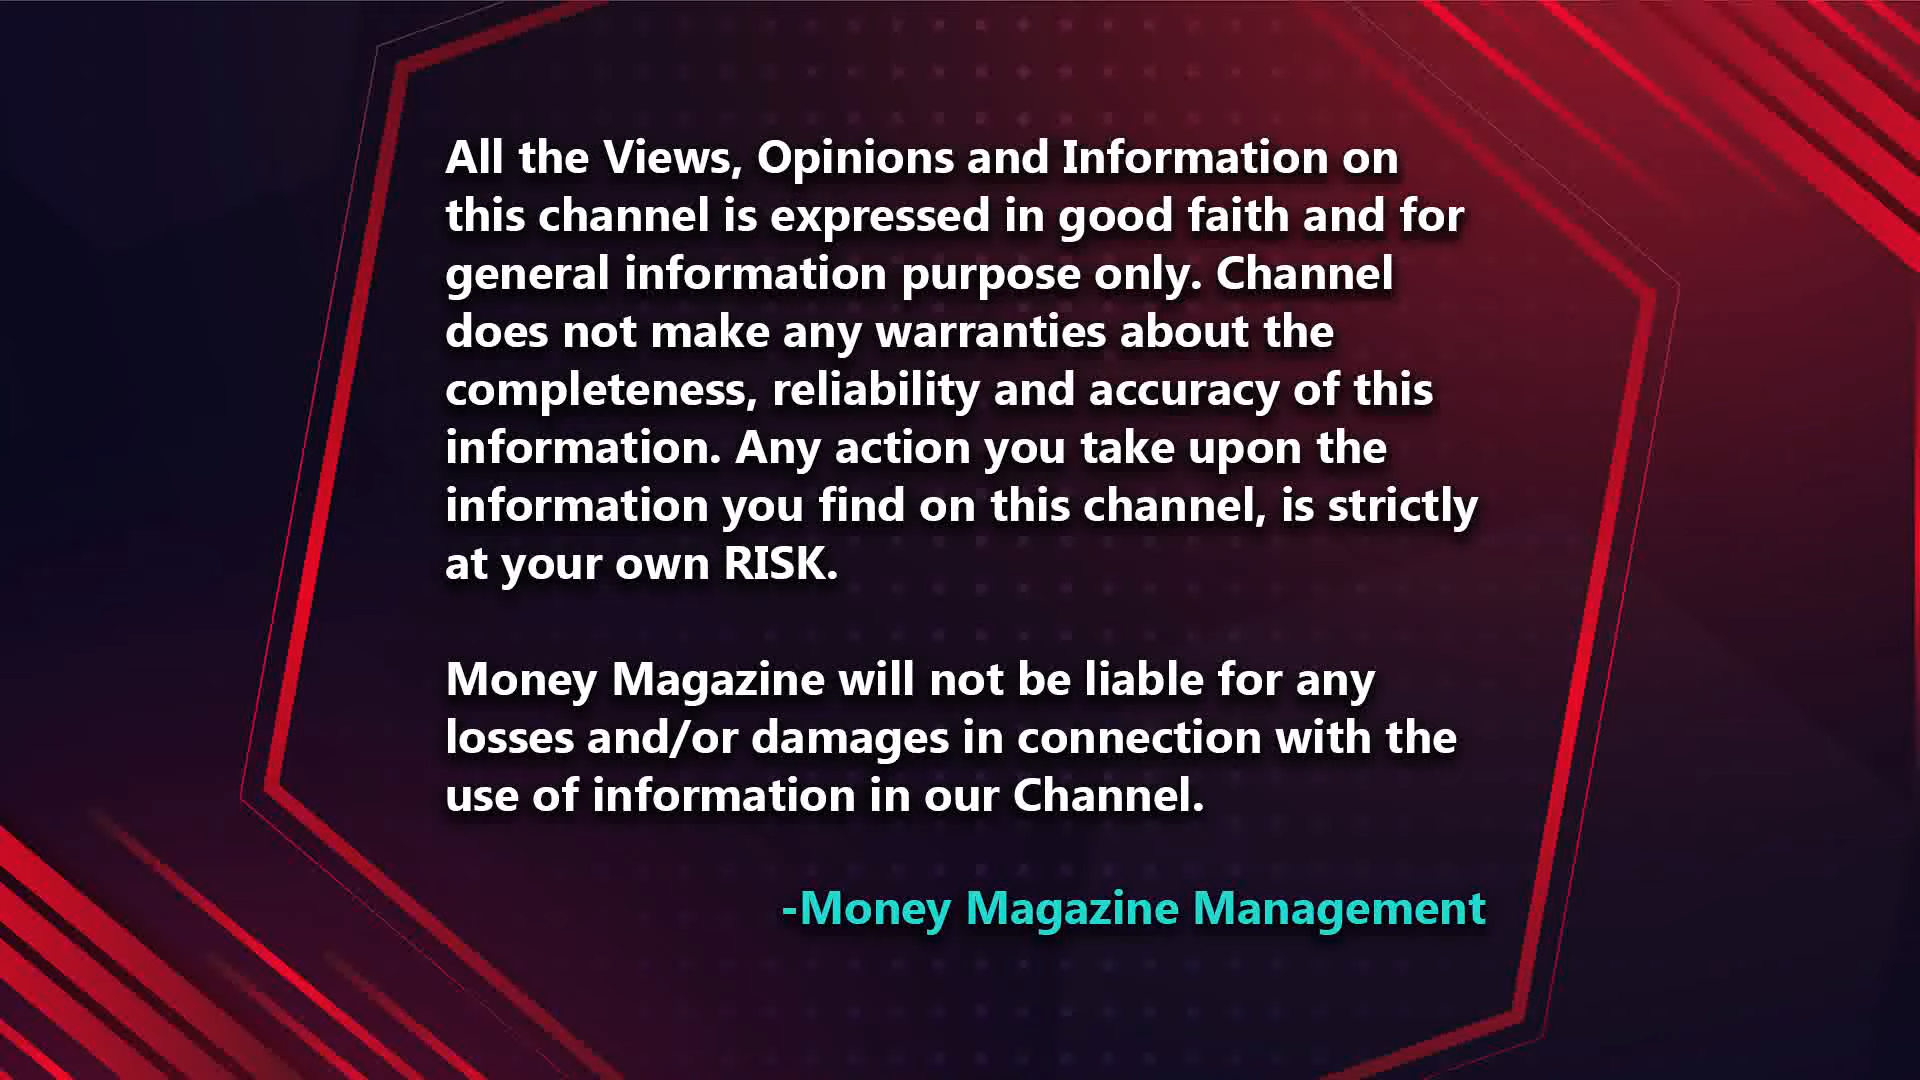 All the Views, Opinions and Information on
this channel is expressed in good faith and for
general information purpose only. Channel
does not make any warranties about the
completeness, reliability and accuracy of this
information. Any action you take upon the
information you find on this channel, is strictly
at your own RISK.
Money Magazine will not be liable for any
losses and/or damages in connection with the
use of information in our Channel.
-Money Magazine Management